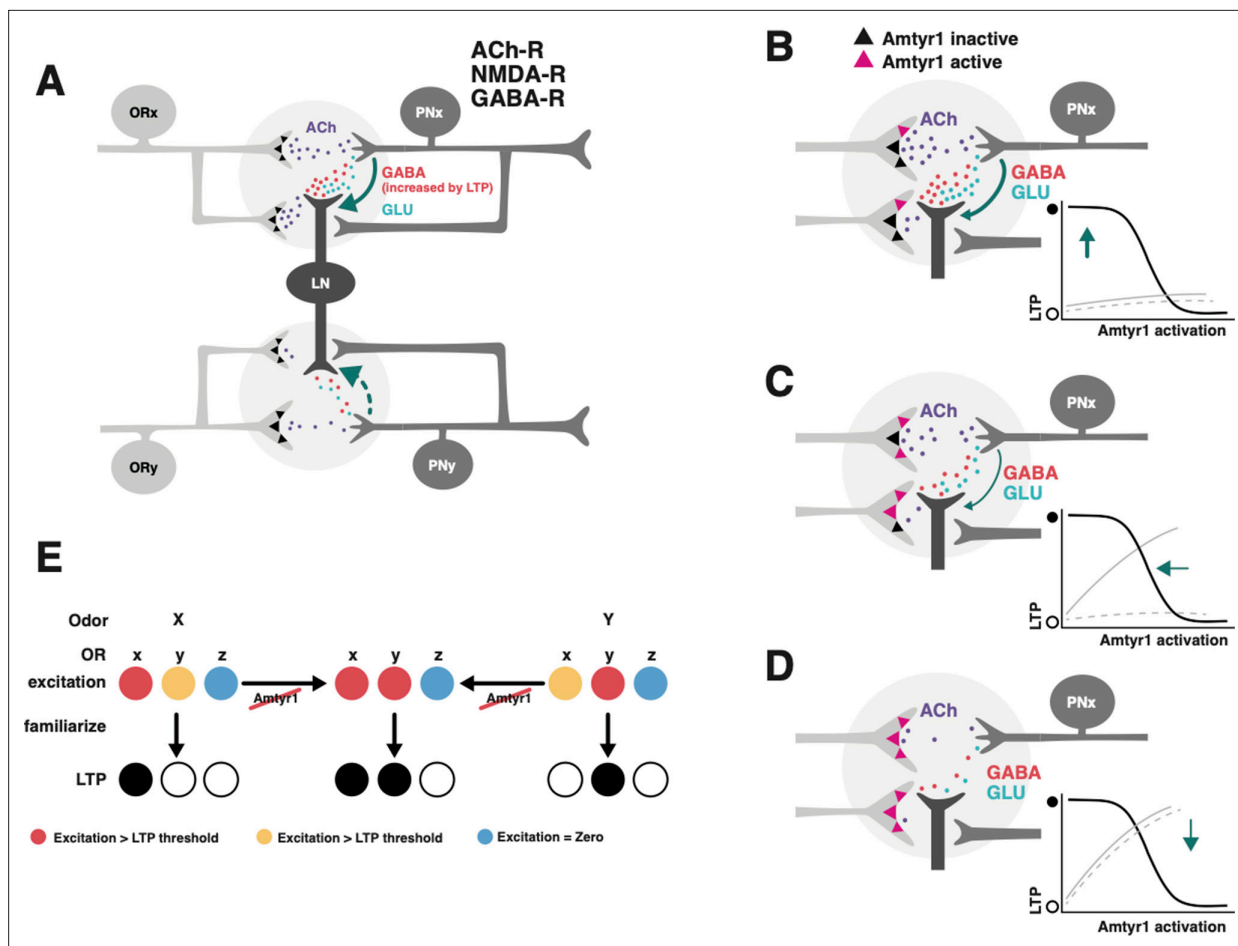 A
ACh-R
NMDA-R
GABA-R
ORx
PNx
ACh
GABA
(increased by LTP)
GLU
LN
ORy
PNy
B
Amtyr1 inactive
Amtyr1 active
PNx
ACh
GABA
GLU
LTP
Amtyr1 activation
C
PNx
ACh
GABA
GLU
LTP
Amtyr1 activation
D
PNx
ACh
GABA
GLU
LTP
Amtyr1 activation
E
Odor X Y
OR x y z x y z x y z
excitation Amtyr1 Amtyr1
familiarize
LTP
Excitation > LTP threshold Excitation > LTP threshold Excitation = Zero